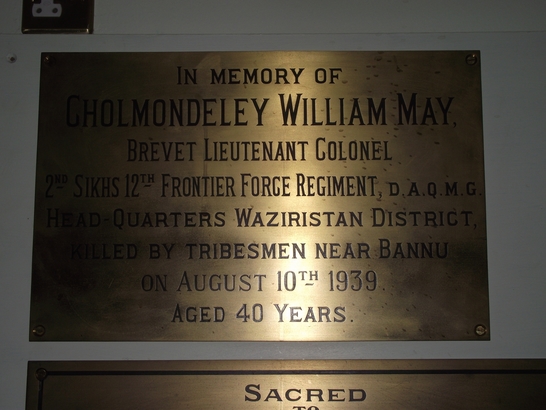 IN MEMORY OF
CHOLMONDELEY WILLIAM MAY,
BREVET LIEUTENANT COLONEL
2ND SIKHS 12TH FRONTIER FORCE REGIMENT, D.A.Q.M.G.
HEAD-QUARTERS WAZIRISTAN DISTRICT,
KILLED BY TRIBESMEN NEAR BANNU
ON AUGUST 10TH 1939.
AGED 40 YEARS.
SACRED
TO